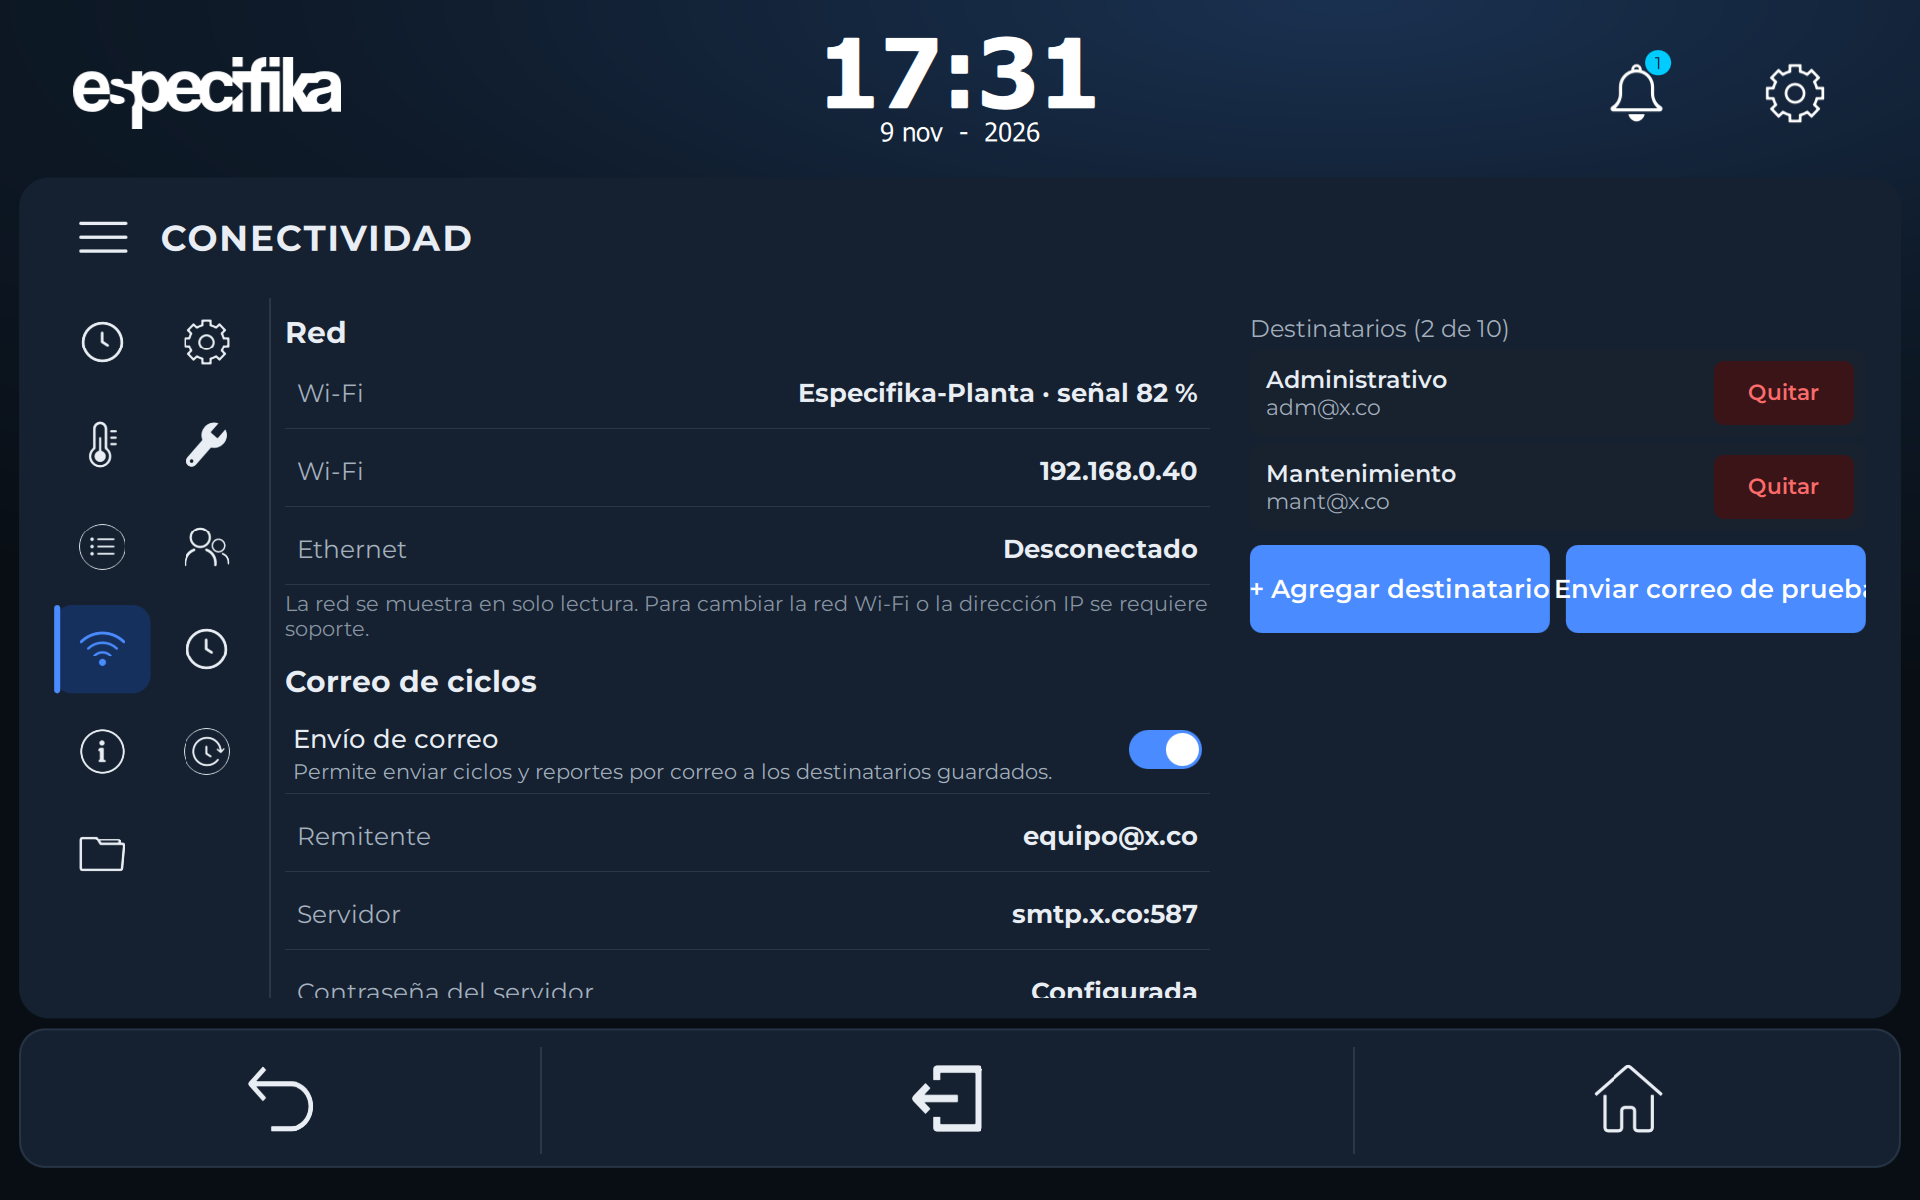 especifika
17:31
9 nov - 2026
1
CONECTIVIDAD
Red
Wi-Fi
Especifika-Planta · señal 82 %
Wi-Fi
192.168.0.40
Ethernet
Desconectado
La red se muestra en solo lectura. Para cambiar la red Wi-Fi o la dirección IP se requiere
soporte.
Correo de ciclos
Envío de correo
Permite enviar ciclos y reportes por correo a los destinatarios guardados.
Remitente
equipo@x.co
Servidor
smtp.x.co:587
Contraseña del servidor
Configurada
Destinatarios (2 de 10)
Administrativo
adm@x.co
Quitar
Mantenimiento
mant@x.co
Quitar
+ Agregar destinatario
Enviar correo de prueba